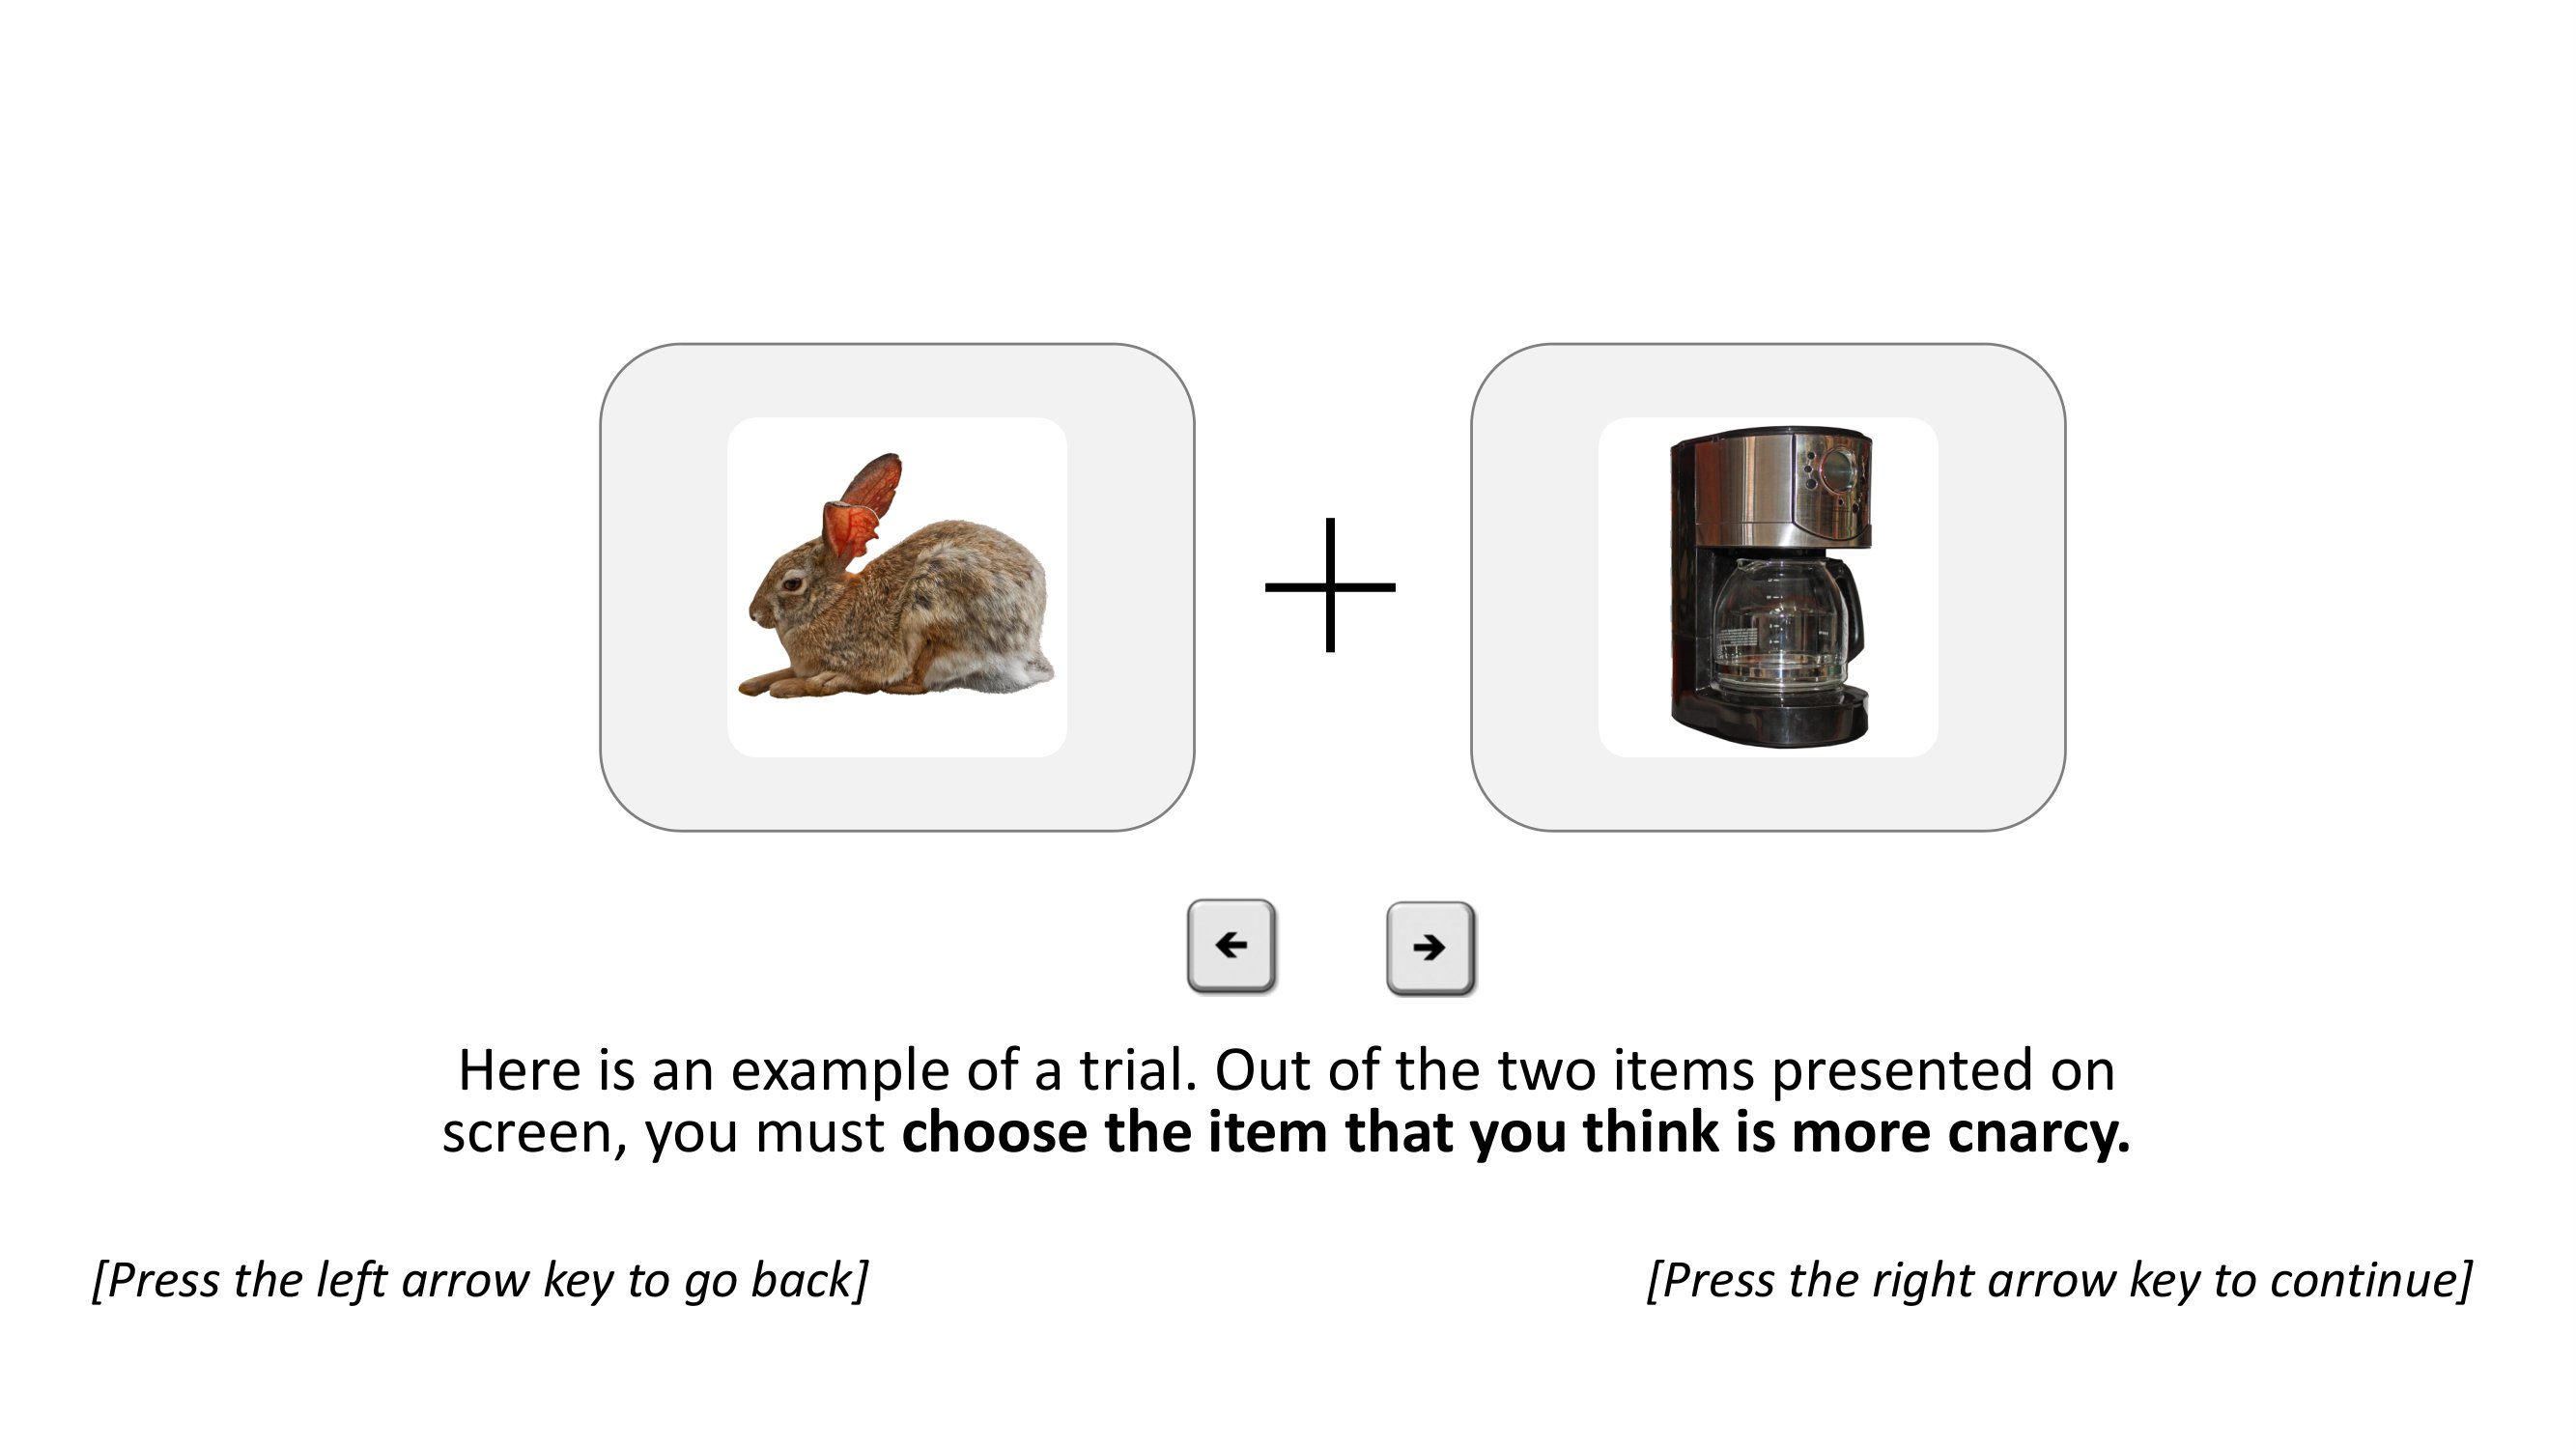 Here is an example of a trial. Out of the two items presented on
screen, you must choose the item that you think is more cnarcy.
[Press the left arrow key to go back]
[Press the right arrow key to continue]